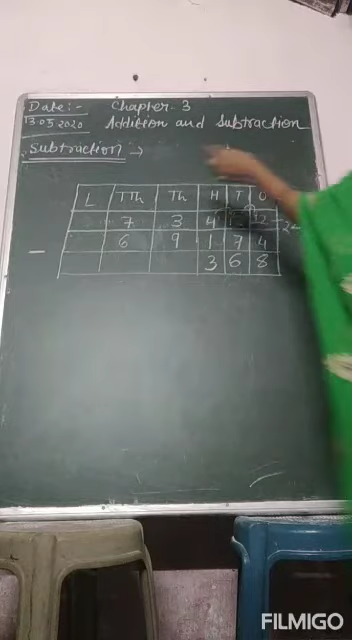 Date:- Chapter 3
13.05.2020 Addition and Subtraction
Subtraction →
L TTh Th H T O
7 3 4 12
- 6 9 1 7 4
3 6 8
FILMIGO